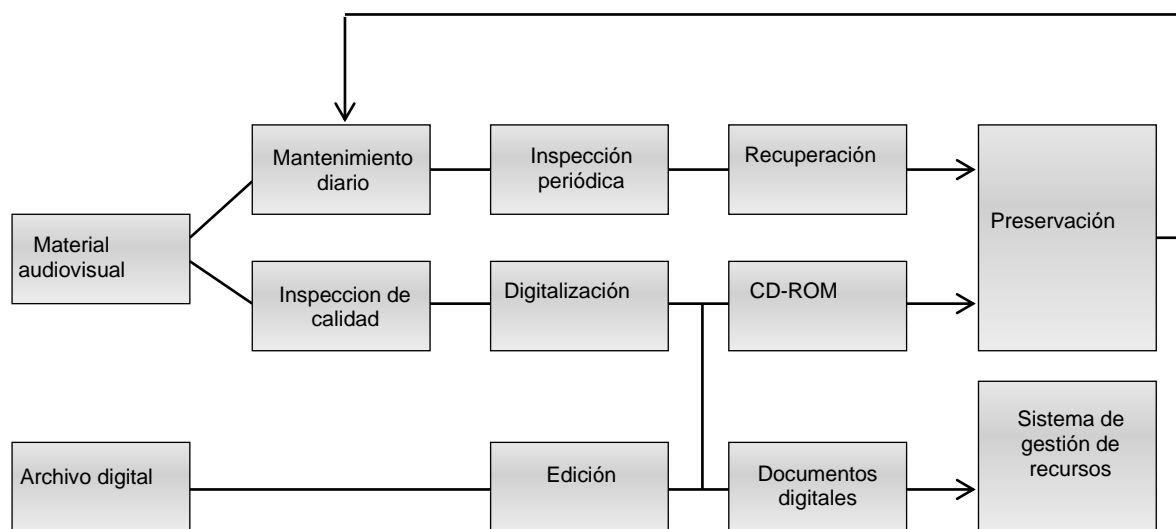 Mantenimiento
diario
Inspección
periódica
Recuperación
Preservación
Material
audiovisual
Inspeccion de
calidad
Digitalización
CD-ROM
Sistema de
gestión de
recursos
Archivo digital
Edición
Documentos
digitales